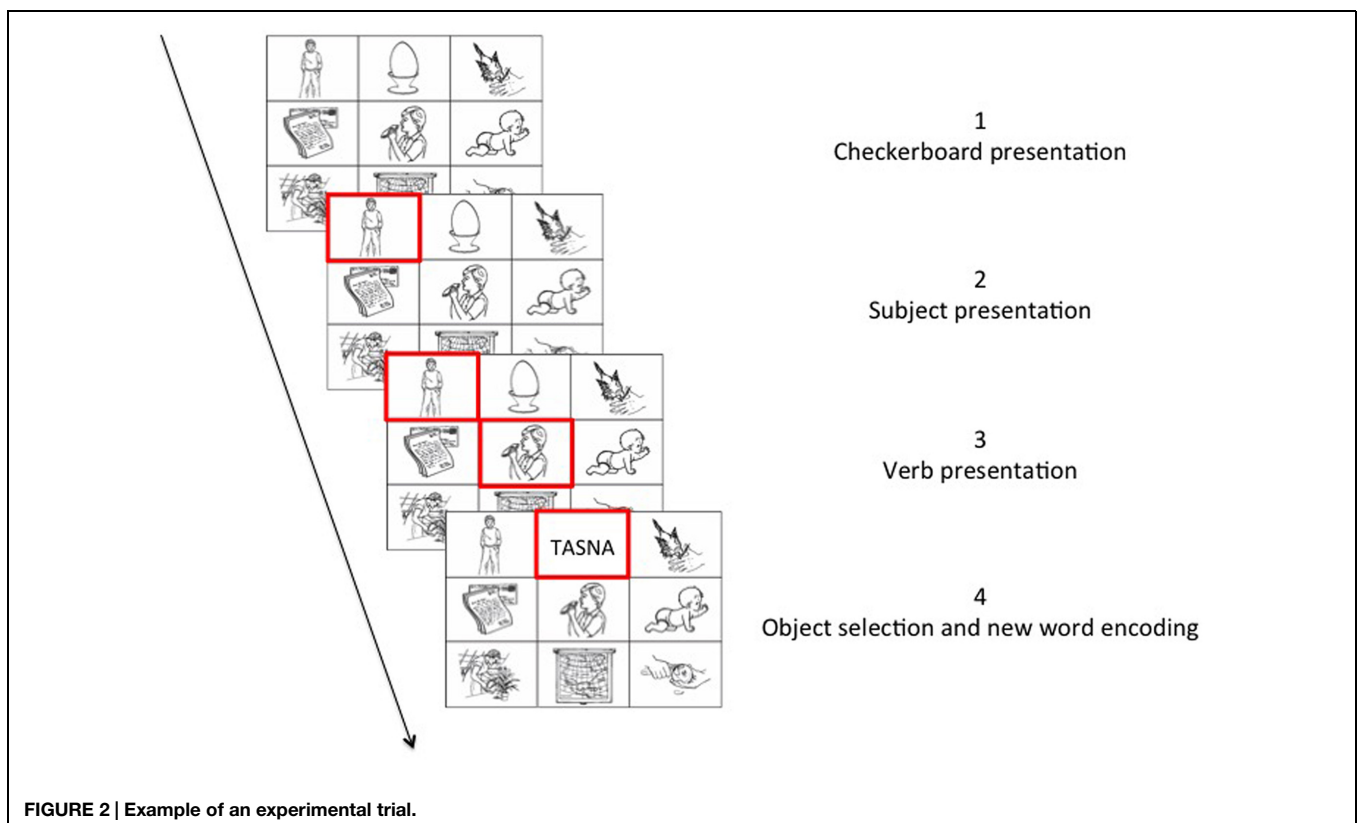 1
Checkerboard presentation
2
Subject presentation
3
Verb presentation
TASNA
4
Object selection and new word encoding
FIGURE 2 | Example of an experimental trial.